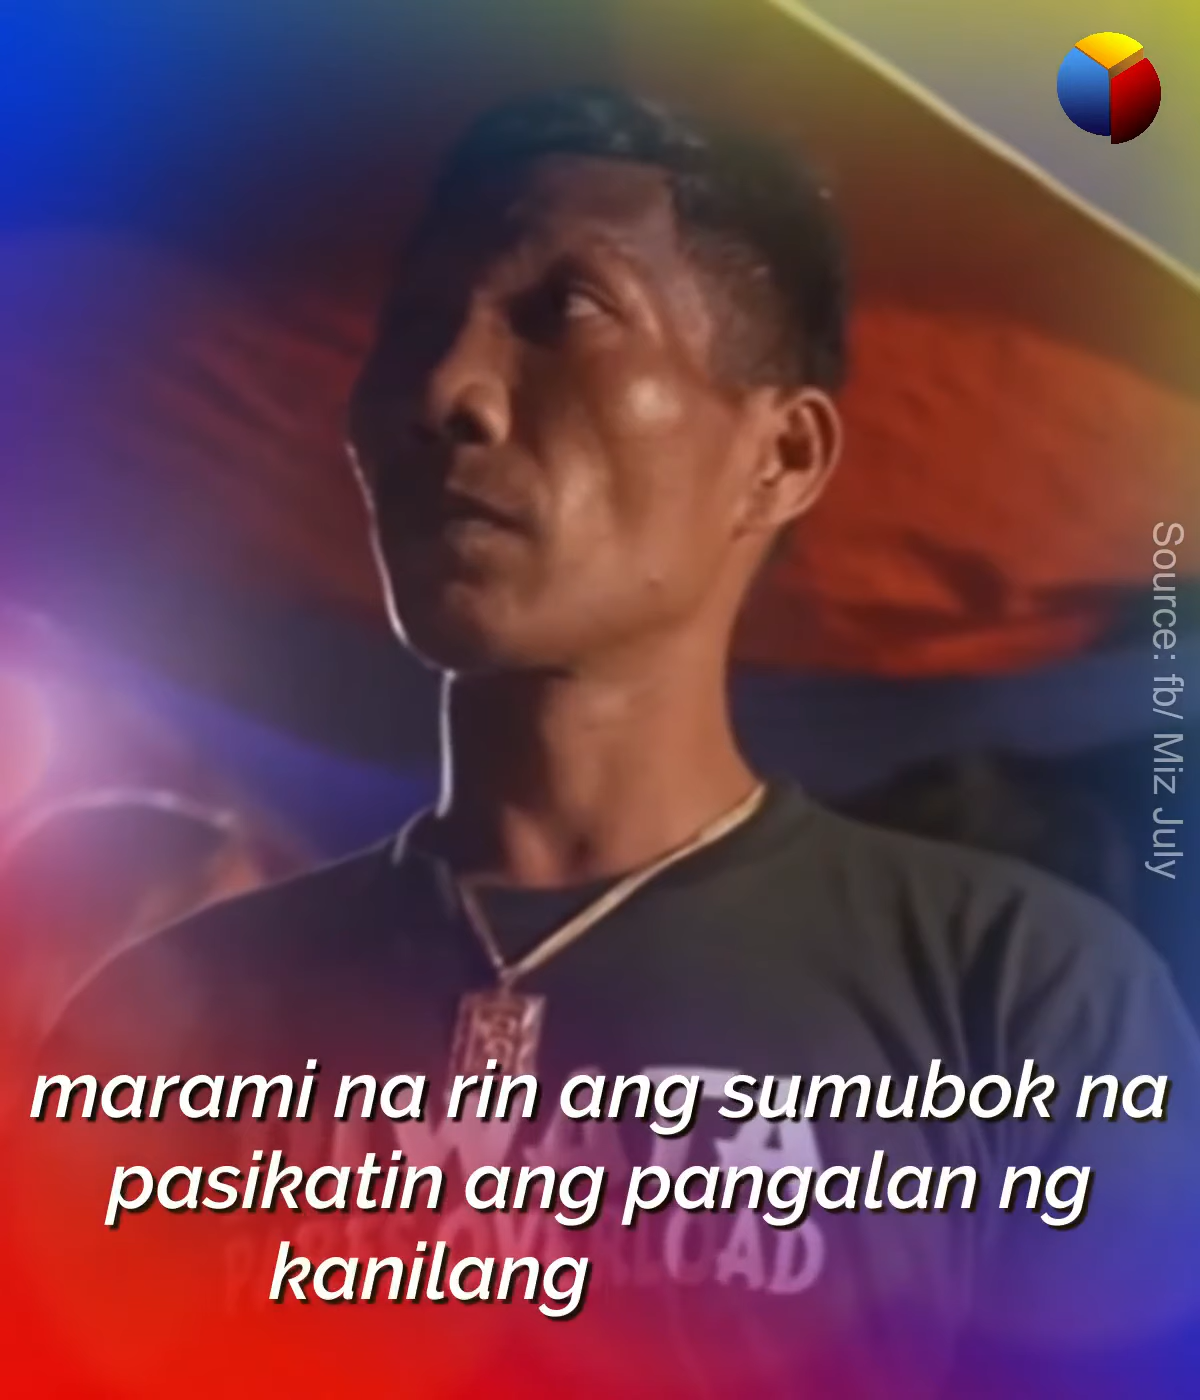 marami na rin ang sumubok na
pasikatin ang pangalan ng
kanilang
Source: fb/ Miz July